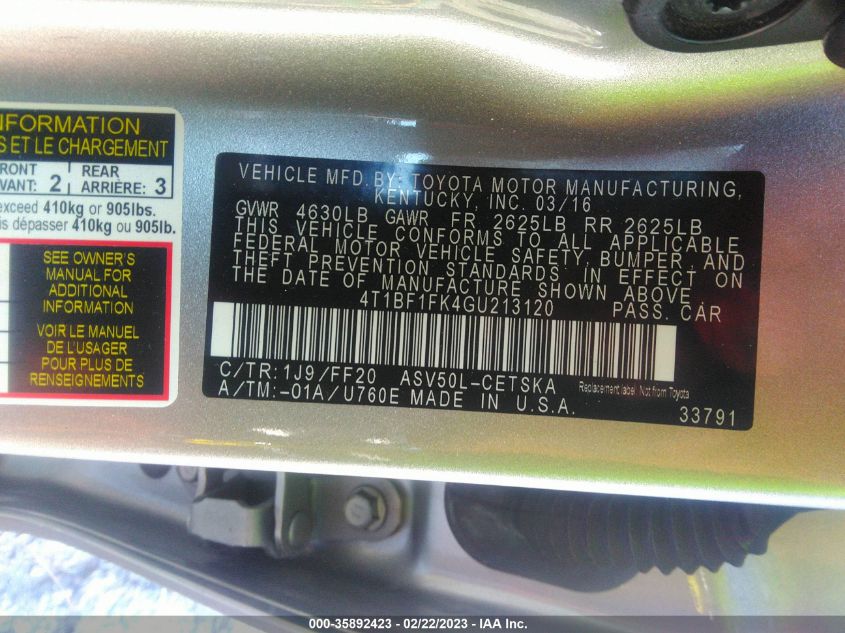 NFORMATION
S ET LE CHARGEMENT
FRONT
VANT: 2
REAR
ARRIÈRE: 3
exceed 410kg or 905lbs.
is dépasser 410kg ou 905lb.
SEE OWNER'S
MANUAL FOR
ADDITIONAL
INFORMATION
VOIR LE MANUEL
DE L'USAGER
POUR PLUS DE
RENSEIGNEMENTS
VEHICLE MFD. BY: TOYOTA MOTOR MANUFACTURING,
KENTUCKY, INC. 03/16
GVWR 4630LB GAWR FR 2625LB RR 2625LB
THIS VEHICLE CONFORMS TO ALL APPLICABLE
FEDERAL MOTOR VEHICLE SAFETY, BUMPER AND
THEFT PREVENTION STANDARDS IN EFFECT ON
THE DATE OF MANUFACTURE SHOWN ABOVE
4T1BF1FK4GU213120 PASS. CAR
C/TR: 1J9/FF20 ASV50L-CETSKA Replacement label, Not from Toyota
A/TM:-01A/U760E MADE IN U.S.A. 33791
000-35892423 - 02/22/2023 - IAA Inc.